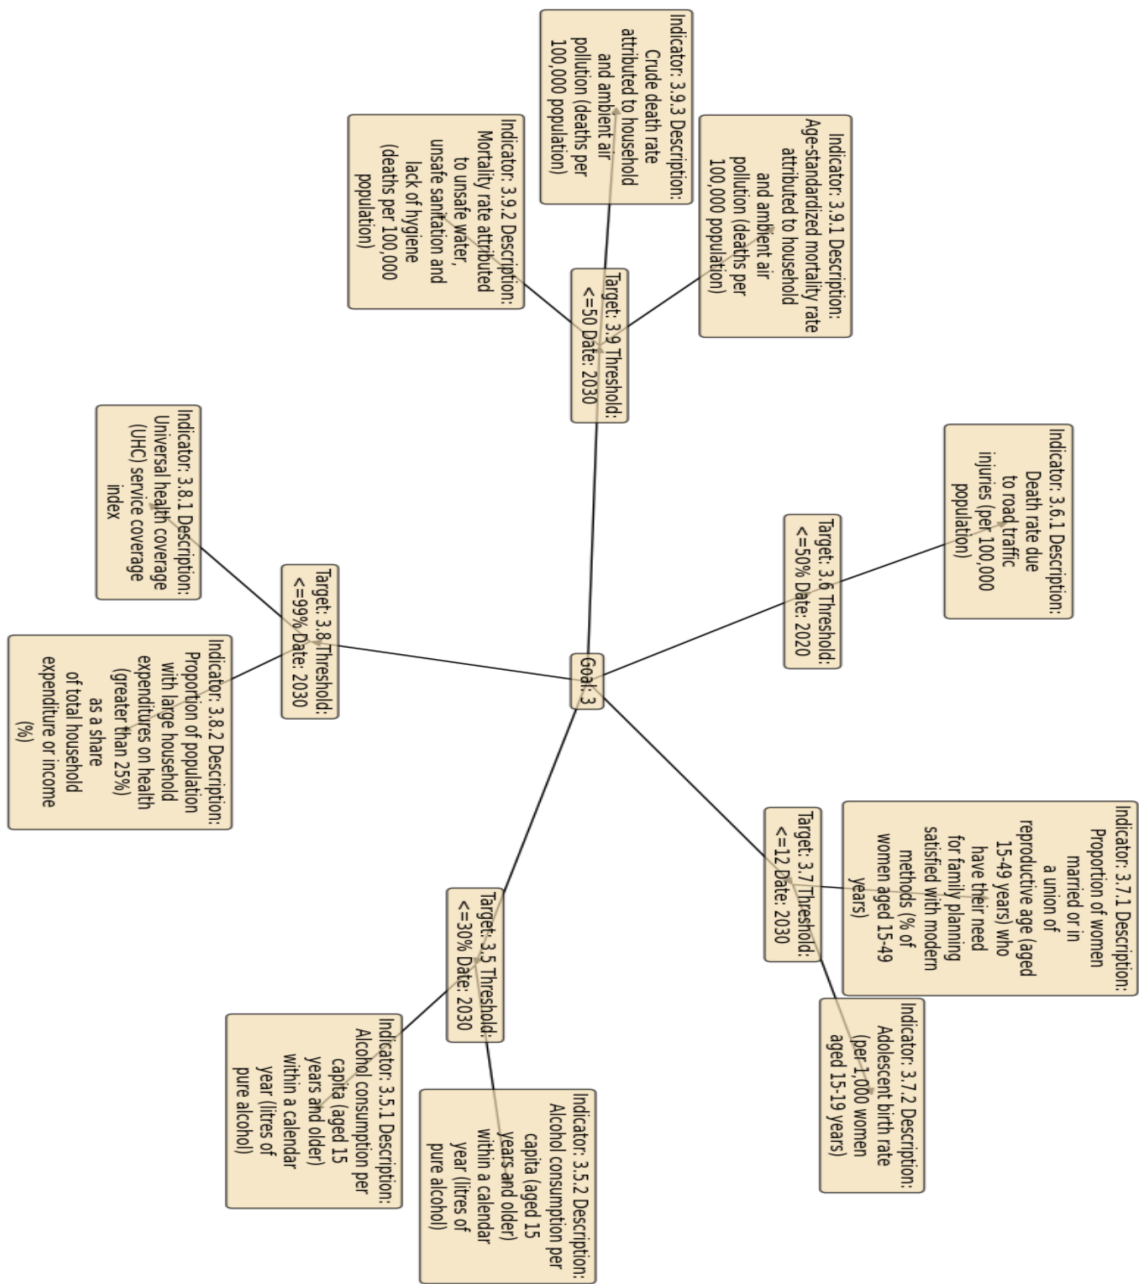 Indicator: 3.7.1 Description:
Proportion of women
married or in
a union of
reproductive age (aged
15-49 years) who
have their need
for family planning
satisfied with modern
methods (% of
women aged 15-49
years)
Indicator: 3.6.1 Description:
Death rate due
to road traffic
injuries (per 100,000
population)
Indicator: 3.7.2 Description:
Adolescent birth rate
(per 1,000 women
aged 15-19 years)
Indicator: 3.9.1 Description:
Age-standardized mortality rate
attributed to household
and ambient air
pollution (deaths per
100,000 population)
Target: 3.6 Threshold:
<=50% Date: 2020
Target: 3.7 Threshold:
<=12 Date: 2030
Indicator: 3.9.3 Description:
Crude death rate
attributed to household
and ambient air
pollution (deaths per
100,000 population)
Target: 3.9 Threshold:
<=50 Date: 2030
Goal: 3
Indicator: 3.5.2 Description:
Alcohol consumption per
capita (aged 15
years and older)
within a calendar
year (litres of
pure alcohol)
Indicator: 3.9.2 Description:
Mortality rate attributed
to unsafe water,
unsafe sanitation and
lack of hygiene
(deaths per 100,000
population)
Target: 3.5 Threshold:
<=30% Date: 2030
Indicator: 3.5.1 Description:
Alcohol consumption per
capita (aged 15
years and older)
within a calendar
year (litres of
pure alcohol)
Target: 3.8 Threshold:
<=99% Date: 2030
Indicator: 3.8.1 Description:
Universal health coverage
(UHC) service coverage
index
Indicator: 3.8.2 Description:
Proportion of population
with large household
expenditures on health
(greater than 25%)
as a share
of total household
expenditure or income
(%)